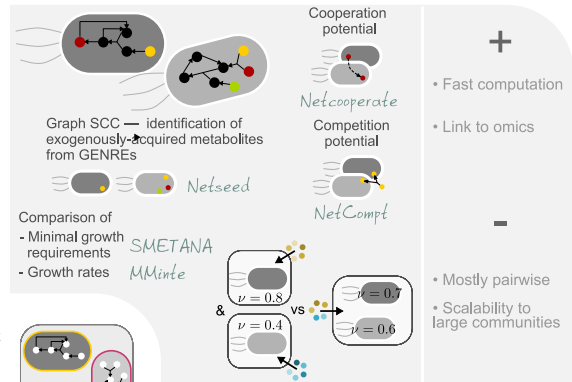 Cooperation
potential
Netcooperate
Graph SCC — identification of
exogenously-acquired metabolites
from GENREs
Netseed
Competition
potential
NetCompt
Comparison of
- Minimal growth
requirements
- Growth rates
SMETANA
MMinte
ν = 0.8
&
ν = 0.4
vs
ν = 0.7
ν = 0.6
+
• Fast computation
• Link to omics
-
• Mostly pairwise
• Scalability to
large communities